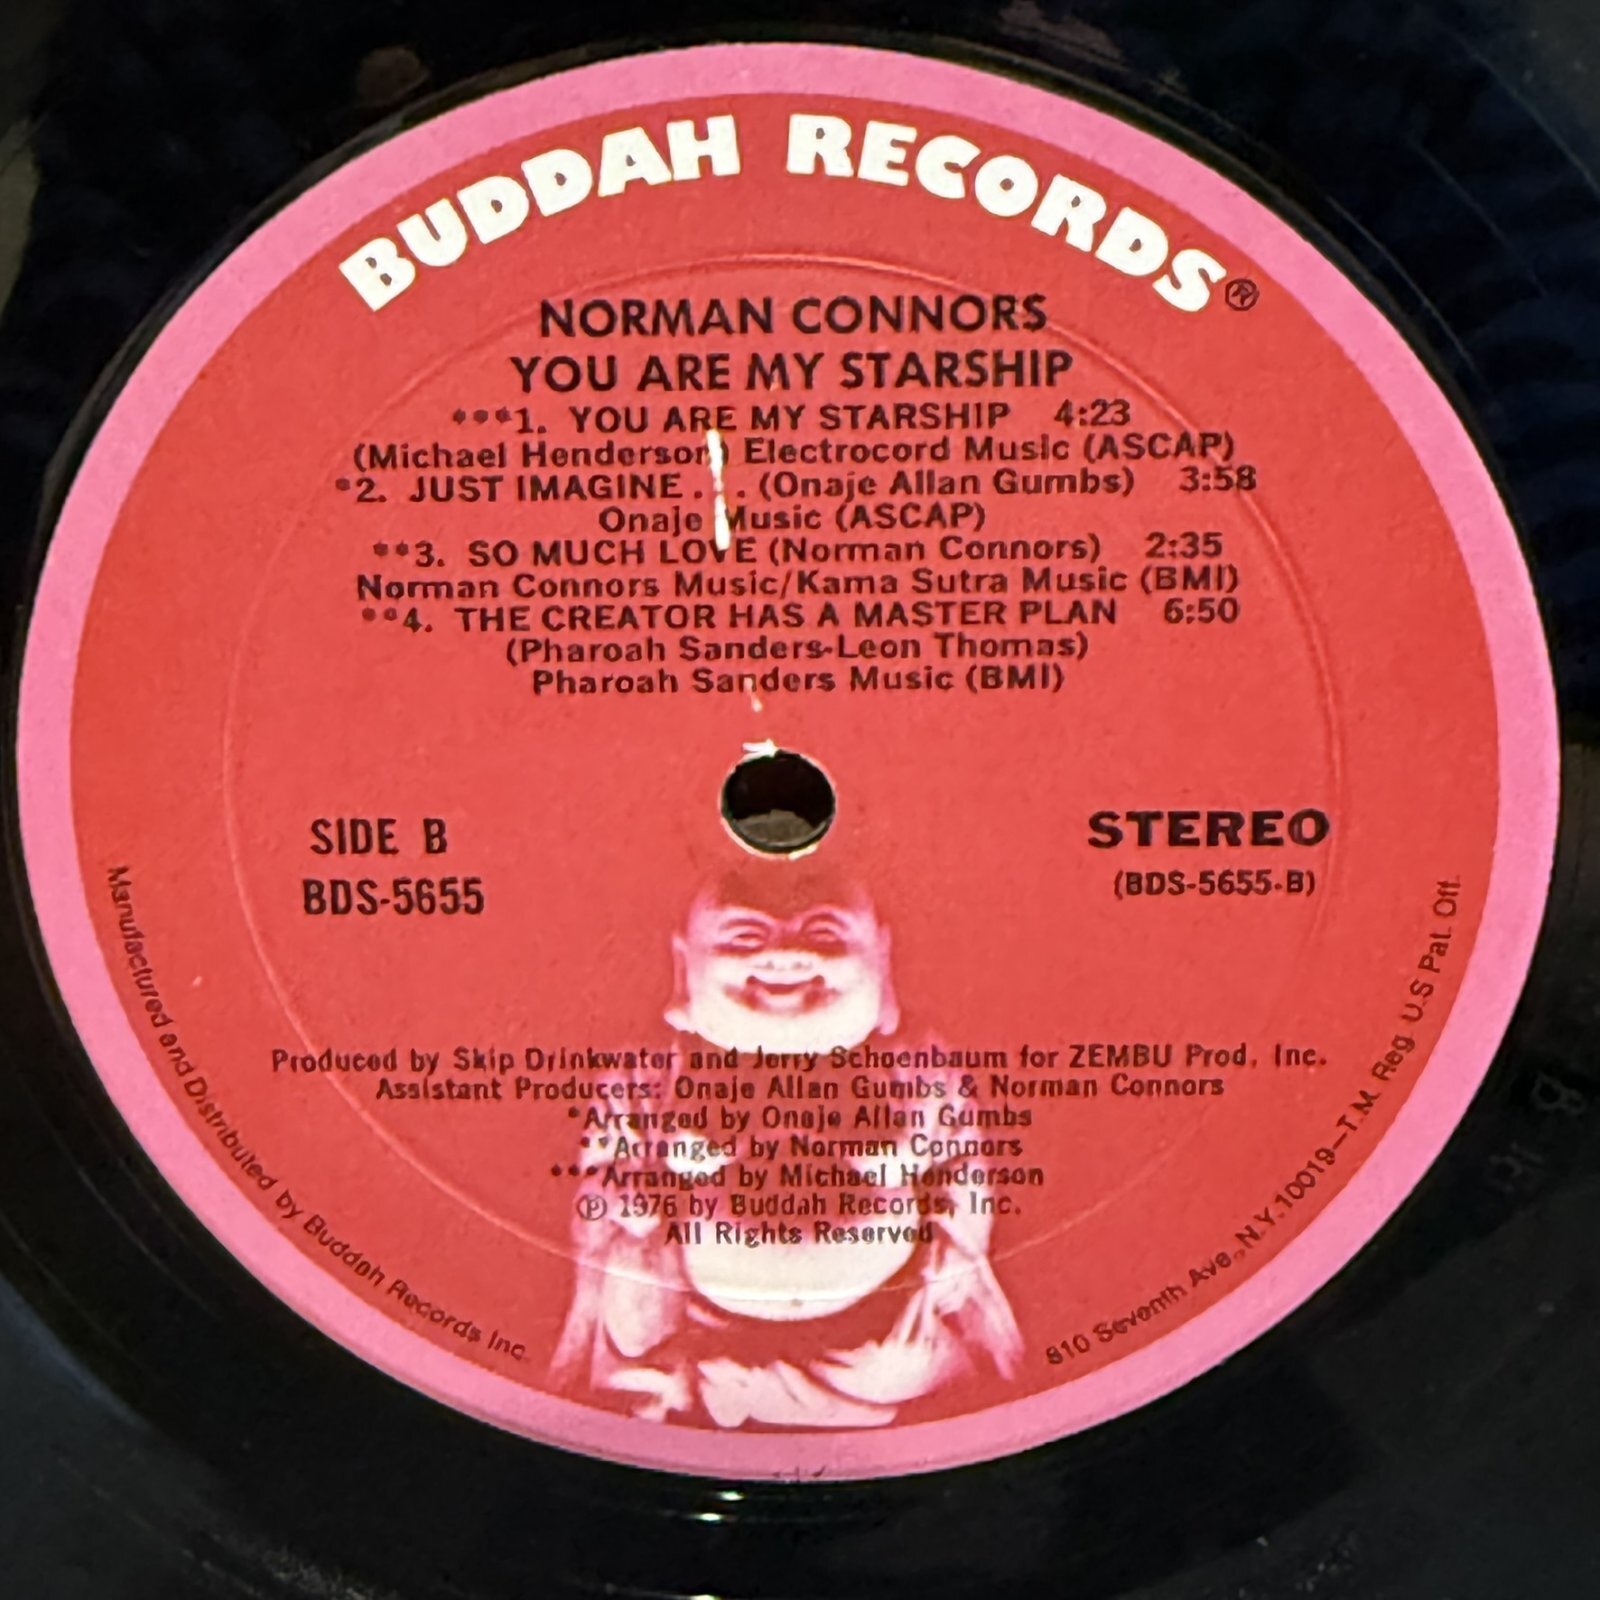 BUDDAH RECORDS®
NORMAN CONNORS
YOU ARE MY STARSHIP
***1. YOU ARE MY STARSHIP 4:23
(Michael Henderson) Electrocord Music (ASCAP)
*2. JUST IMAGINE . . . (Onaje Allan Gumbs) 3:58
Onaje Music (ASCAP)
**3. SO MUCH LOVE (Norman Connors) 2:35
Norman Connors Music/Kama Sutra Music (BMI)
**4. THE CREATOR HAS A MASTER PLAN 6:50
(Pharoah Sanders-Leon Thomas)
Pharoah Sanders Music (BMI)
SIDE B
BDS-5655
STEREO
(BDS-5655-B)
Produced by Skip Drinkwater and Jerry Schoenbaum for ZEMBU Prod. Inc.
Assistant Producers: Onaje Allan Gumbs & Norman Connors
*Arranged by Onaje Allan Gumbs
**Arranged by Norman Connors
***Arranged by Michael Henderson
℗ 1976 by Buddah Records, Inc.
All Rights Reserved
Manufactured and Distributed by Buddah Records Inc.
810 Seventh Ave., N.Y. 10019—T.M. Reg. U.S Pat. Off.